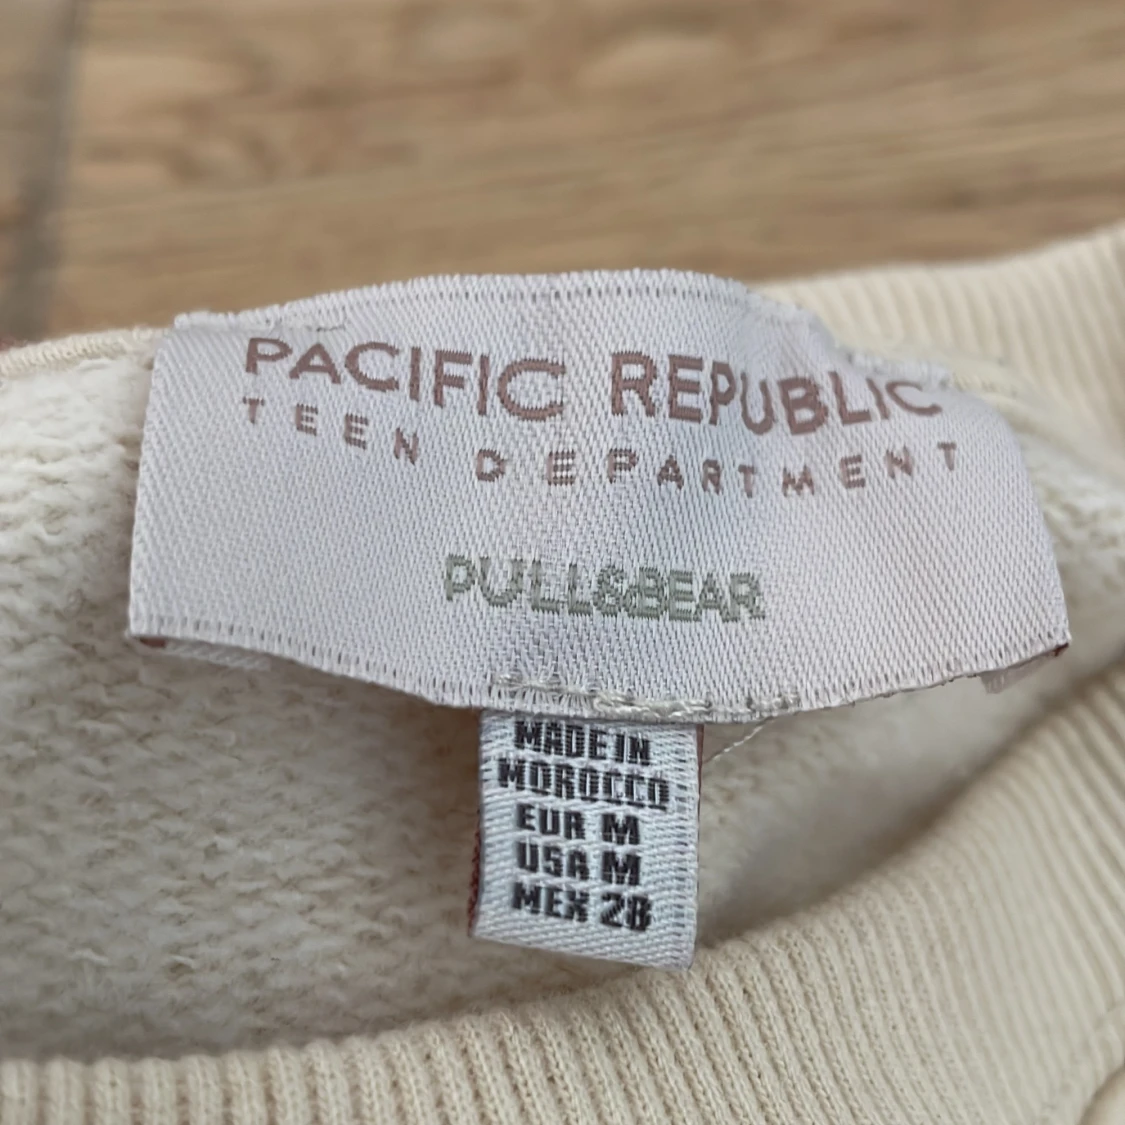 PACIFIC REPUBLIC
TEEN DEPARTMENT
PULL&BEAR
MADE IN
MOROCCO
EUR M
USA M
MEX 28